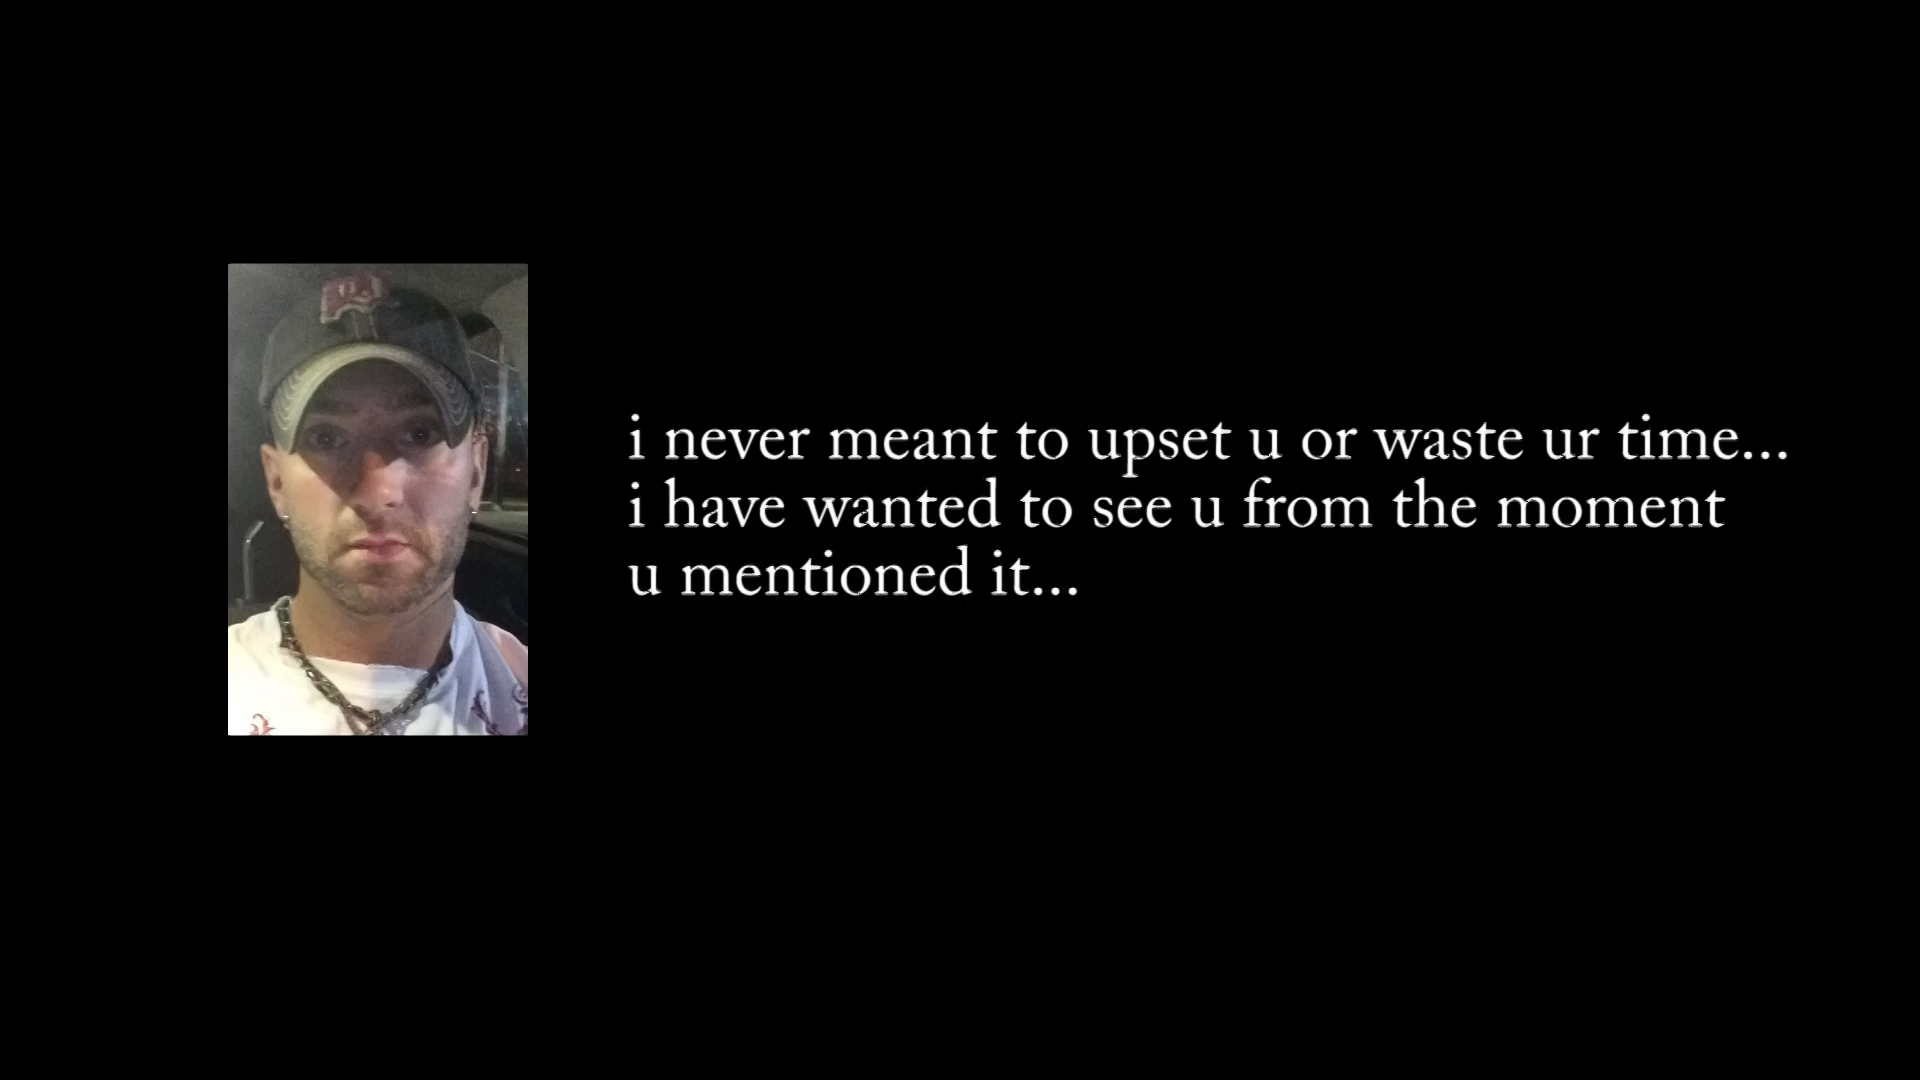 i never meant to upset u or waste ur time...
i have wanted to see u from the moment
u mentioned it...